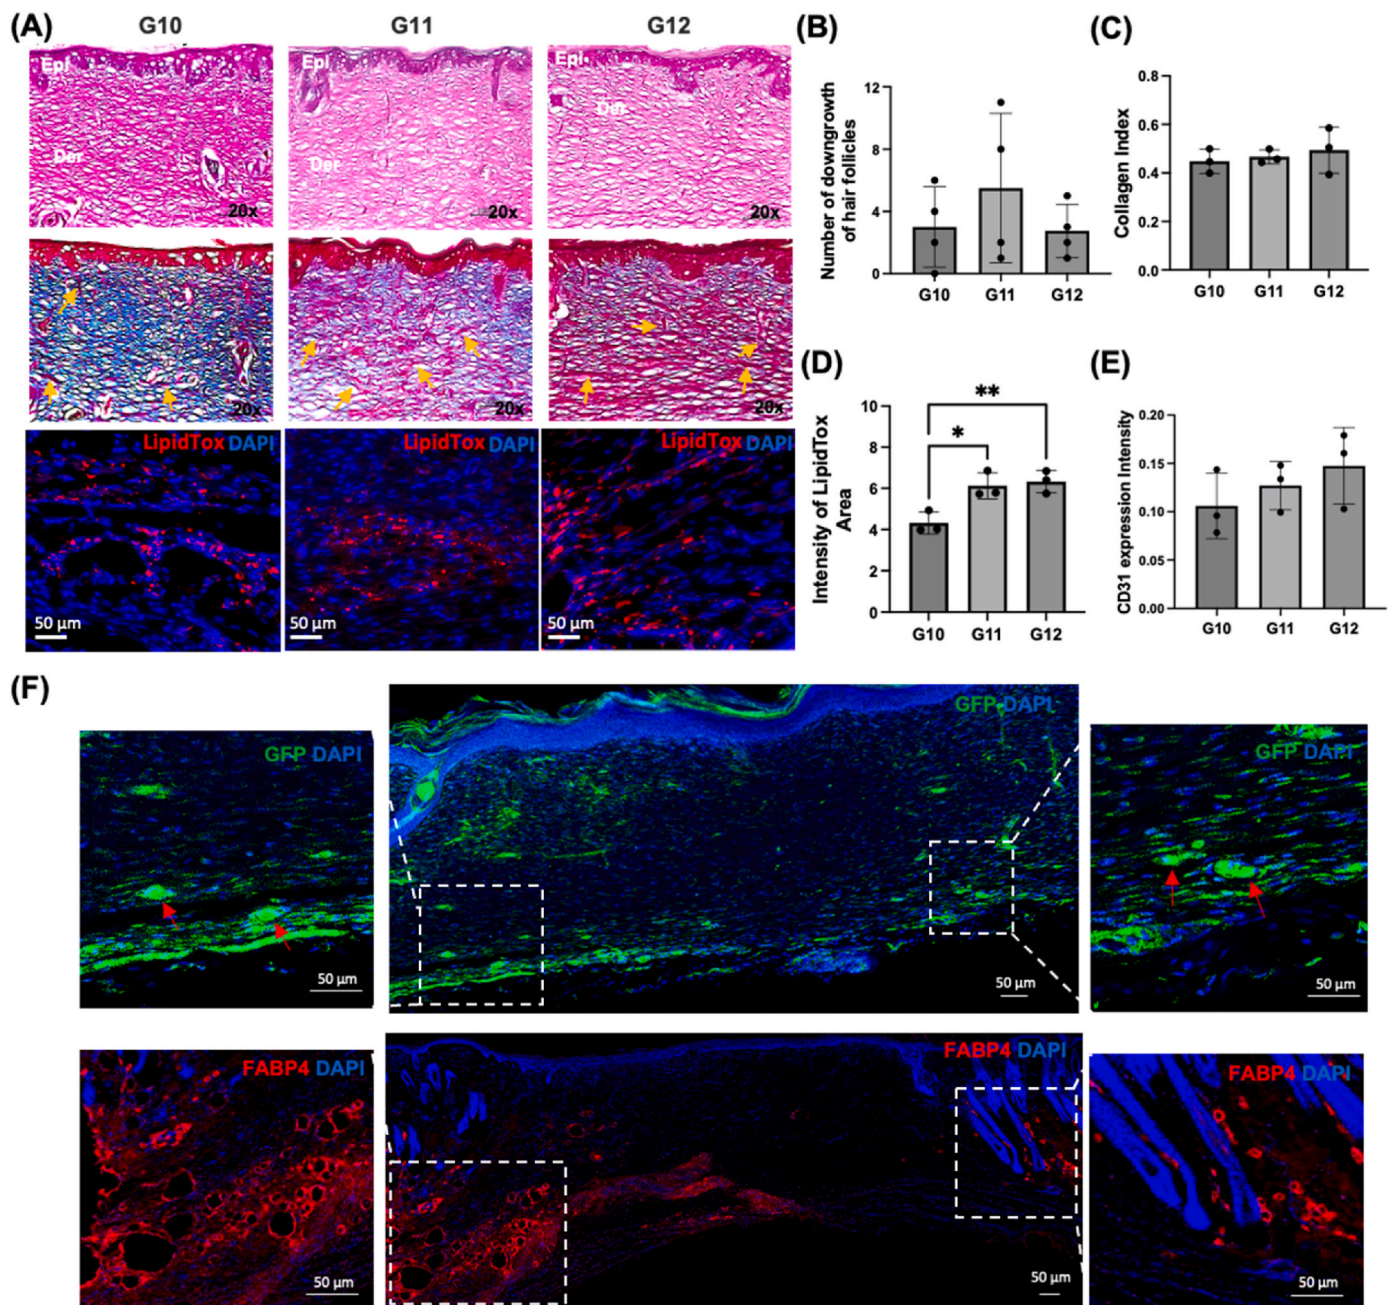 (A)
G10
G11
G12
Epi
Der
20x
Epi
Der
20x
Epi
Der
20x
20x
20x
20x
LipidTox DAPI
50 µm
LipidTox DAPI
50 µm
LipidTox DAPI
50 µm
(B)
Number of downgrowth
of hair follicles
12
8
4
0
G10
G11
G12
(C)
Collagen Index
0.8
0.6
0.4
0.2
0.0
G10
G11
G12
(D)
Intensity of LipidTox
Area
10
8
6
4
2
0
*
**
G10
G11
G12
(E)
CD31 expression Intensity
0.20
0.15
0.10
0.05
0.00
G10
G11
G12
(F)
GFP DAPI
50 µm
GFP DAPI
50 µm
GFP DAPI
50 µm
FABP4 DAPI
50 µm
FABP4 DAPI
50 µm
FABP4 DAPI
50 µm